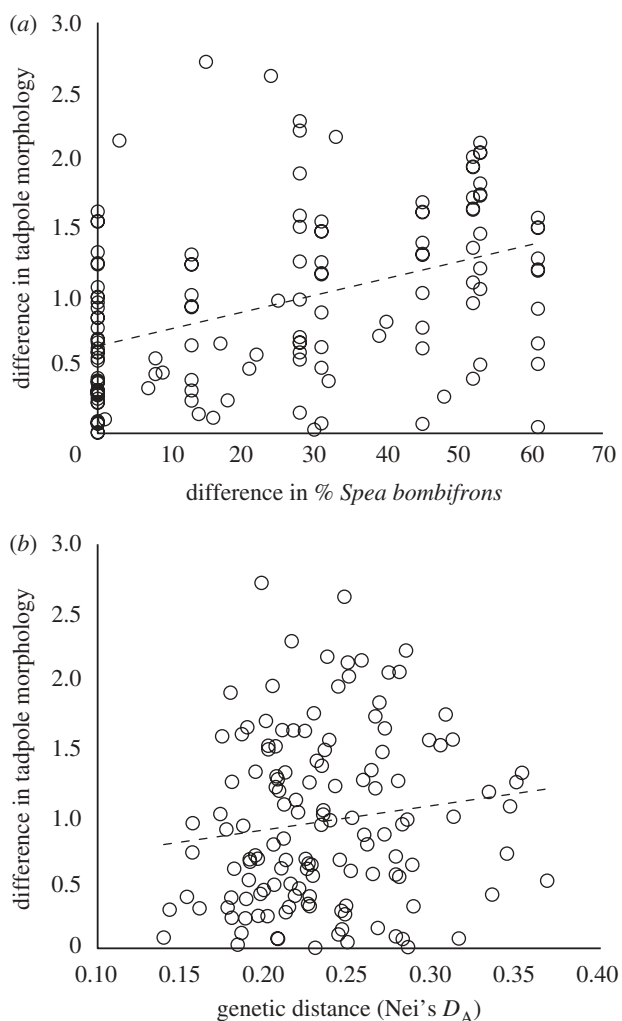 (a)
difference in tadpole morphology
3.0
2.5
2.0
1.5
1.0
0.5
0 10 20 30 40 50 60 70
difference in % Spea bombifrons
(b)
difference in tadpole morphology
3.0
2.5
2.0
1.5
1.0
0.5
0
0.10 0.15 0.20 0.25 0.30 0.35 0.40
genetic distance (Nei's DA)